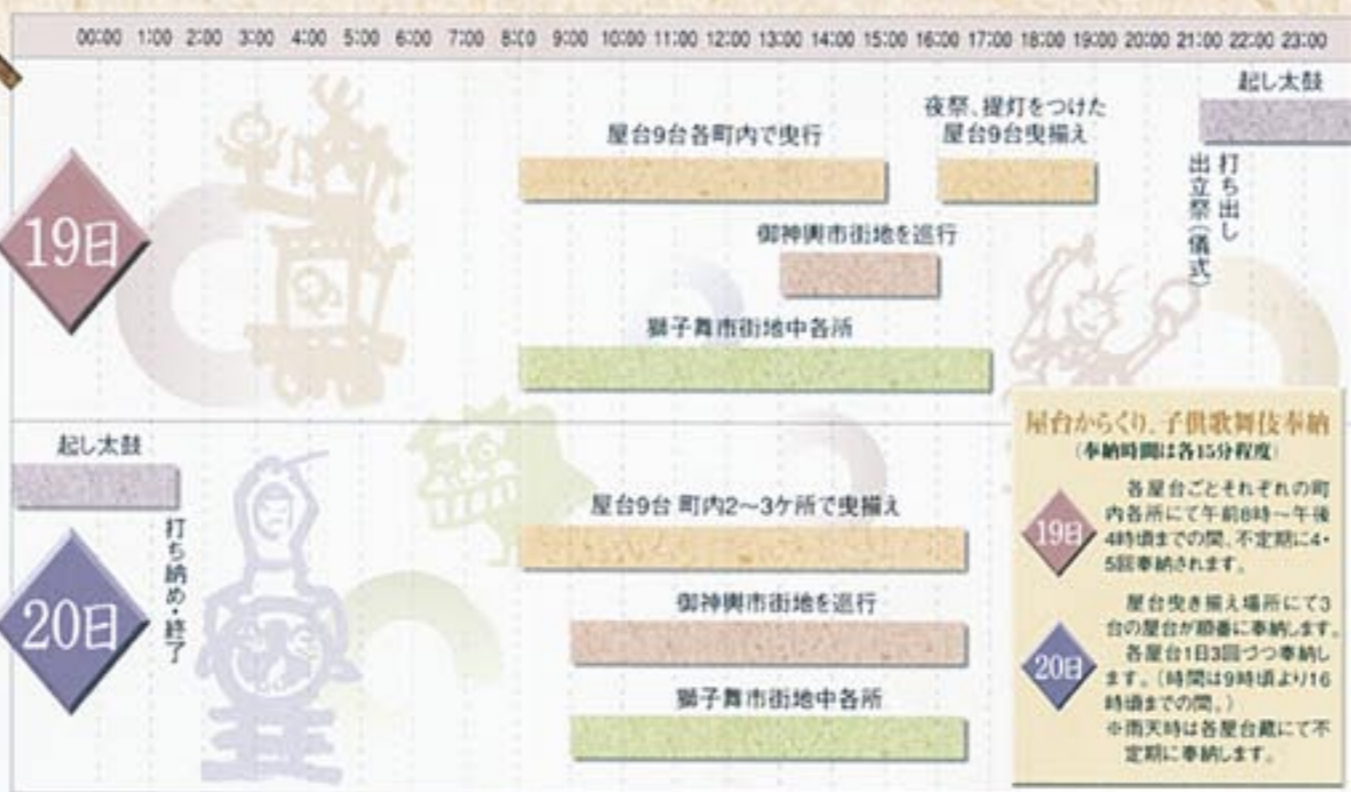 00:00 1:00 2:00 3:00 4:00 5:00 6:00 7:00 8:00 9:00 10:00 11:00 12:00 13:00 14:00 15:00 16:00 17:00 18:00 19:00 20:00 21:00 22:00 23:00
19日
屋台9台各町内で曳行
夜祭、提灯をつけた
屋台9台曳揃え
起し太鼓
打ち出し
出立祭(儀式)
御神輿市街地を巡行
獅子舞市街地中各所
20日
起し太鼓
打ち納め・終了
屋台9台 町内2〜3ケ所で曳揃え
御神輿市街地を巡行
獅子舞市街地中各所
屋台からくり、子供歌舞伎奉納
(奉納時間は各15分程度)
19日
各屋台ごとそれぞれの町
内各所にて午前8時〜午後
4時頃までの間、不定期に4・
5回奉納されます。
20日
屋台曳き揃え場所にて3
台の屋台が順番に奉納します。
各屋台1日3回づつ奉納し
ます。(時間は9時頃より16
時頃までの間。)
※雨天時は各屋台蔵にて不
定期に奉納します。